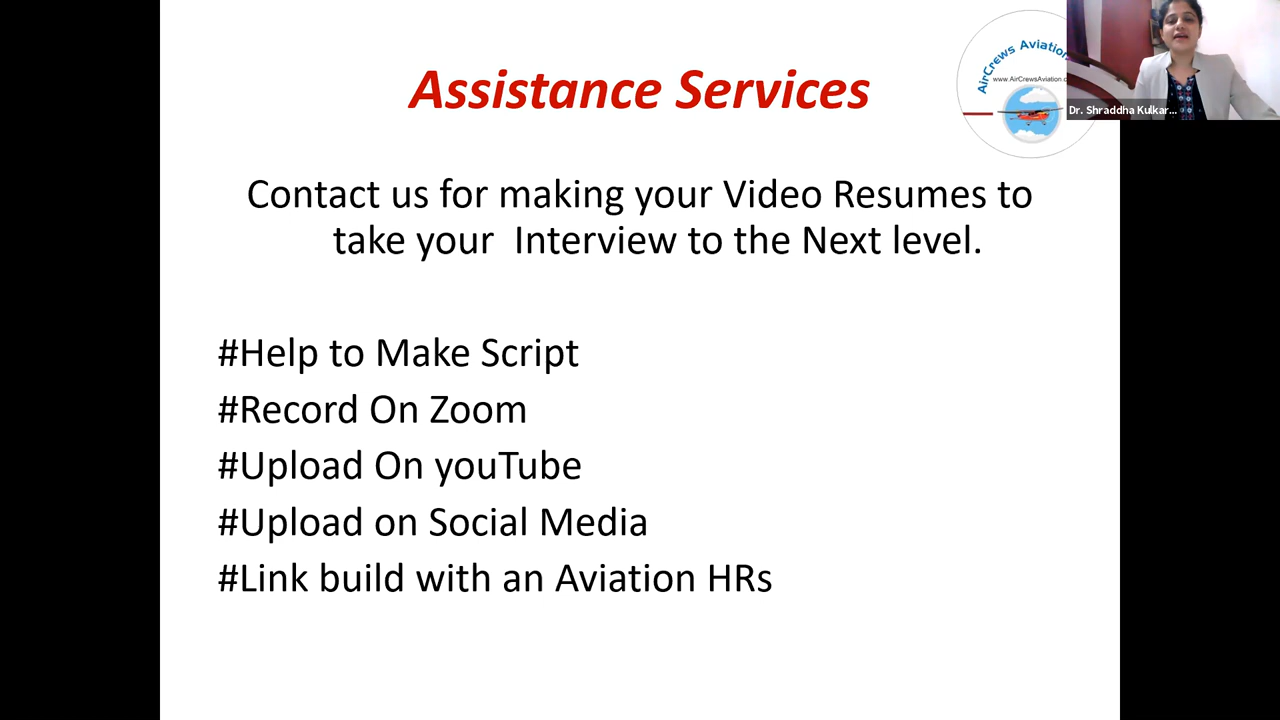 Assistance Services
AirCrews Aviation
www.AirCrewsAviation.c
Dr. Shraddha Kulkar...
Contact us for making your Video Resumes to
take your Interview to the Next level.
#Help to Make Script
#Record On Zoom
#Upload On youTube
#Upload on Social Media
#Link build with an Aviation HRs